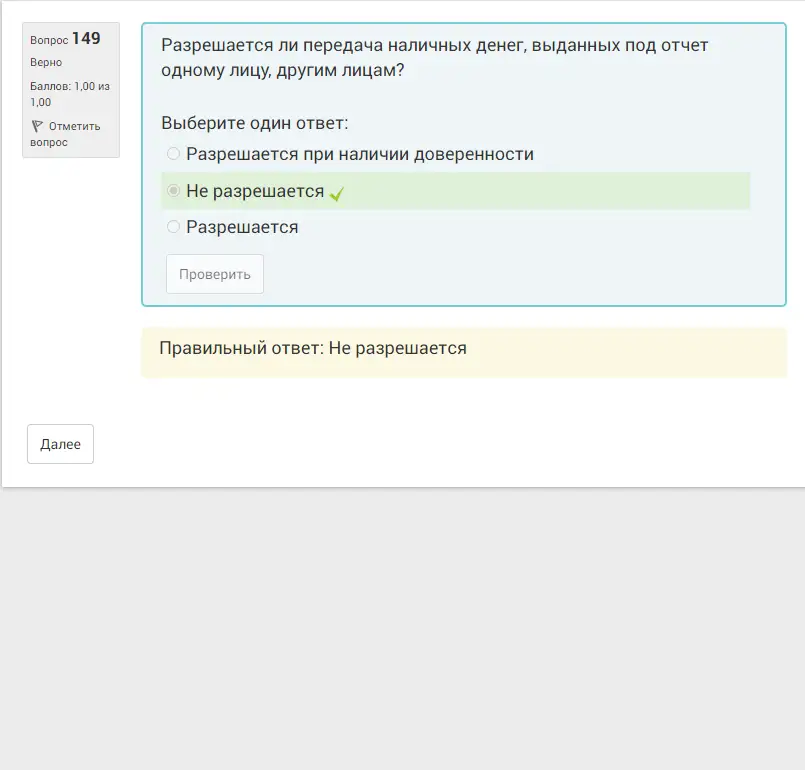 Вопрос 149
Верно
Баллов: 1,00 из
1,00
Отметить
вопрос
Разрешается ли передача наличных денег, выданных под отчет
одному лицу, другим лицам?
Выберите один ответ:
Разрешается при наличии доверенности
Не разрешается
Разрешается
Проверить
Правильный ответ: Не разрешается
Далее